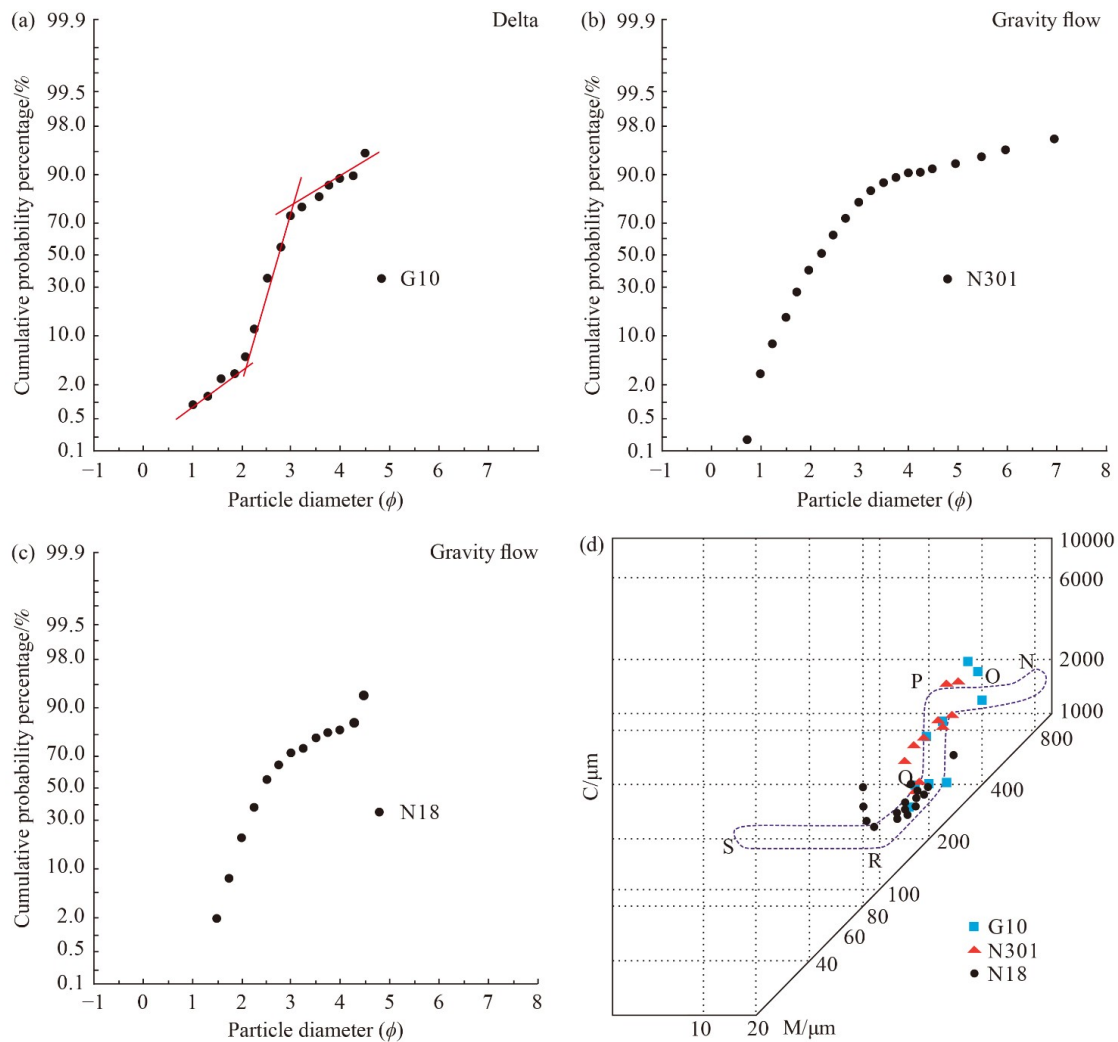 (a) Delta
99.9
99.5
98.0
90.0
70.0
50.0
30.0
10.0
2.0
0.5
0.1
Cumulative probability percentage/%
G10
−1 0 1 2 3 4 5 6 7 8
Particle diameter (ϕ)
(b) Gravity flow
99.9
99.5
98.0
90.0
70.0
50.0
30.0
10.0
2.0
0.5
0.1
Cumulative probability percentage/%
N301
−1 0 1 2 3 4 5 6 7 8
Particle diameter (ϕ)
(c) Gravity flow
99.9
99.5
98.0
90.0
70.0
50.0
30.0
10.0
2.0
0.5
0.1
Cumulative probability percentage/%
N18
−1 0 1 2 3 4 5 6 7 8
Particle diameter (ϕ)
(d)
10000
6000
2000
1000
800
400
200
100
80
60
40
C/μm
N
O
P
Q
R
S
G10
N301
N18
10 20 M/μm